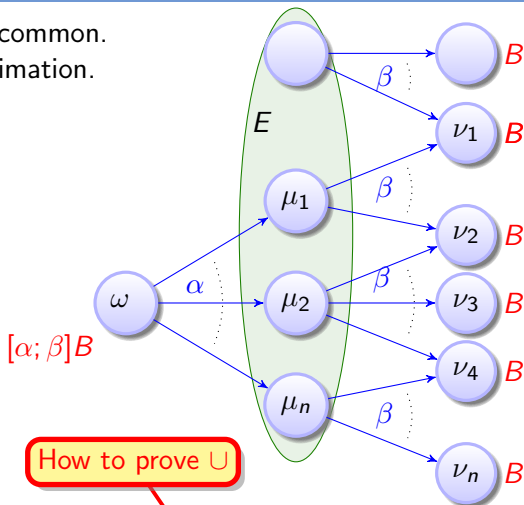 common.
imation.
B
β
E
ν₁ B
μ₁
β
ν₂ B
ω
α
μ₂
β
ν₃ B
[α; β]B
ν₄ B
μₙ
β
How to prove ∪
νₙ B